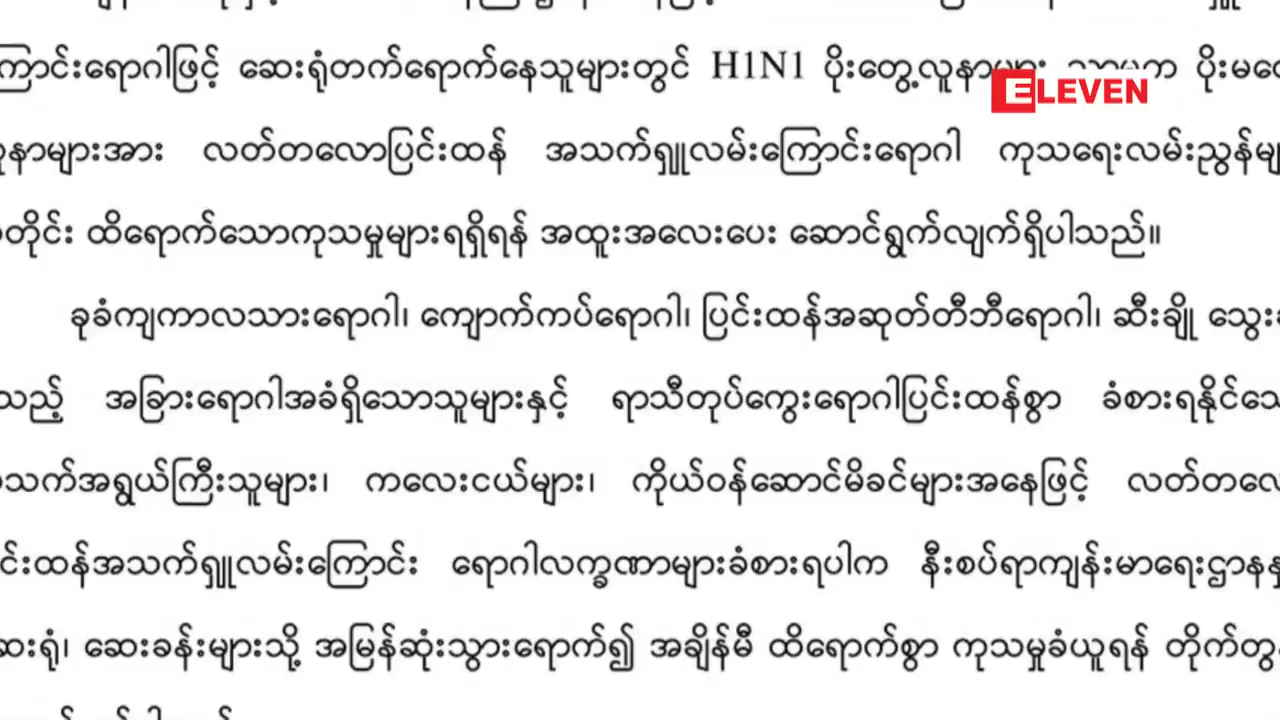 ကြောင်းရောဂါဖြင့် ဆေးရုံတက်ရောက်နေသူများတွင် H1N1 ပိုးတွေ့လူနာများ သာမက
ELEVEN
လူနာများအား လတ်တလောပြင်းထန် အသက်ရှူလမ်းကြောင်းရောဂါ ကုသရေးလမ်းညွှန်
ထိရောက်သောကုသမှုများရရှိရန် အထူးအလေးပေး ဆောင်ရွက်လျက်ရှိပါသည်။
ခုခံကျကာလသားရောဂါ၊ ကျောက်ကပ်ရောဂါ၊ ပြင်းထန်အဆုတ်တီဘီရောဂါ၊ ဆီးချို
သည့် အခြားရောဂါအခံရှိသောသူများနှင့် ရာသီတုပ်ကွေးရောဂါပြင်းထန်စွာ ခံစားရနိုင်
အသက်အရွယ်ကြီးသူများ၊ ကလေးငယ်များ၊ ကိုယ်ဝန်ဆောင်မိခင်များအနေဖြင့်
ထန်အသက်ရှူလမ်းကြောင်း ရောဂါလက္ခဏာများခံစားရပါက နီးစပ်ရာကျန်းမာရေးဌာန
ဆေးရုံ၊ ဆေးခန်းများသို့ အမြန်ဆုံးသွားရောက်၍ အချိန်မီ ထိရောက်စွာ ကုသမှုခံယူရန်